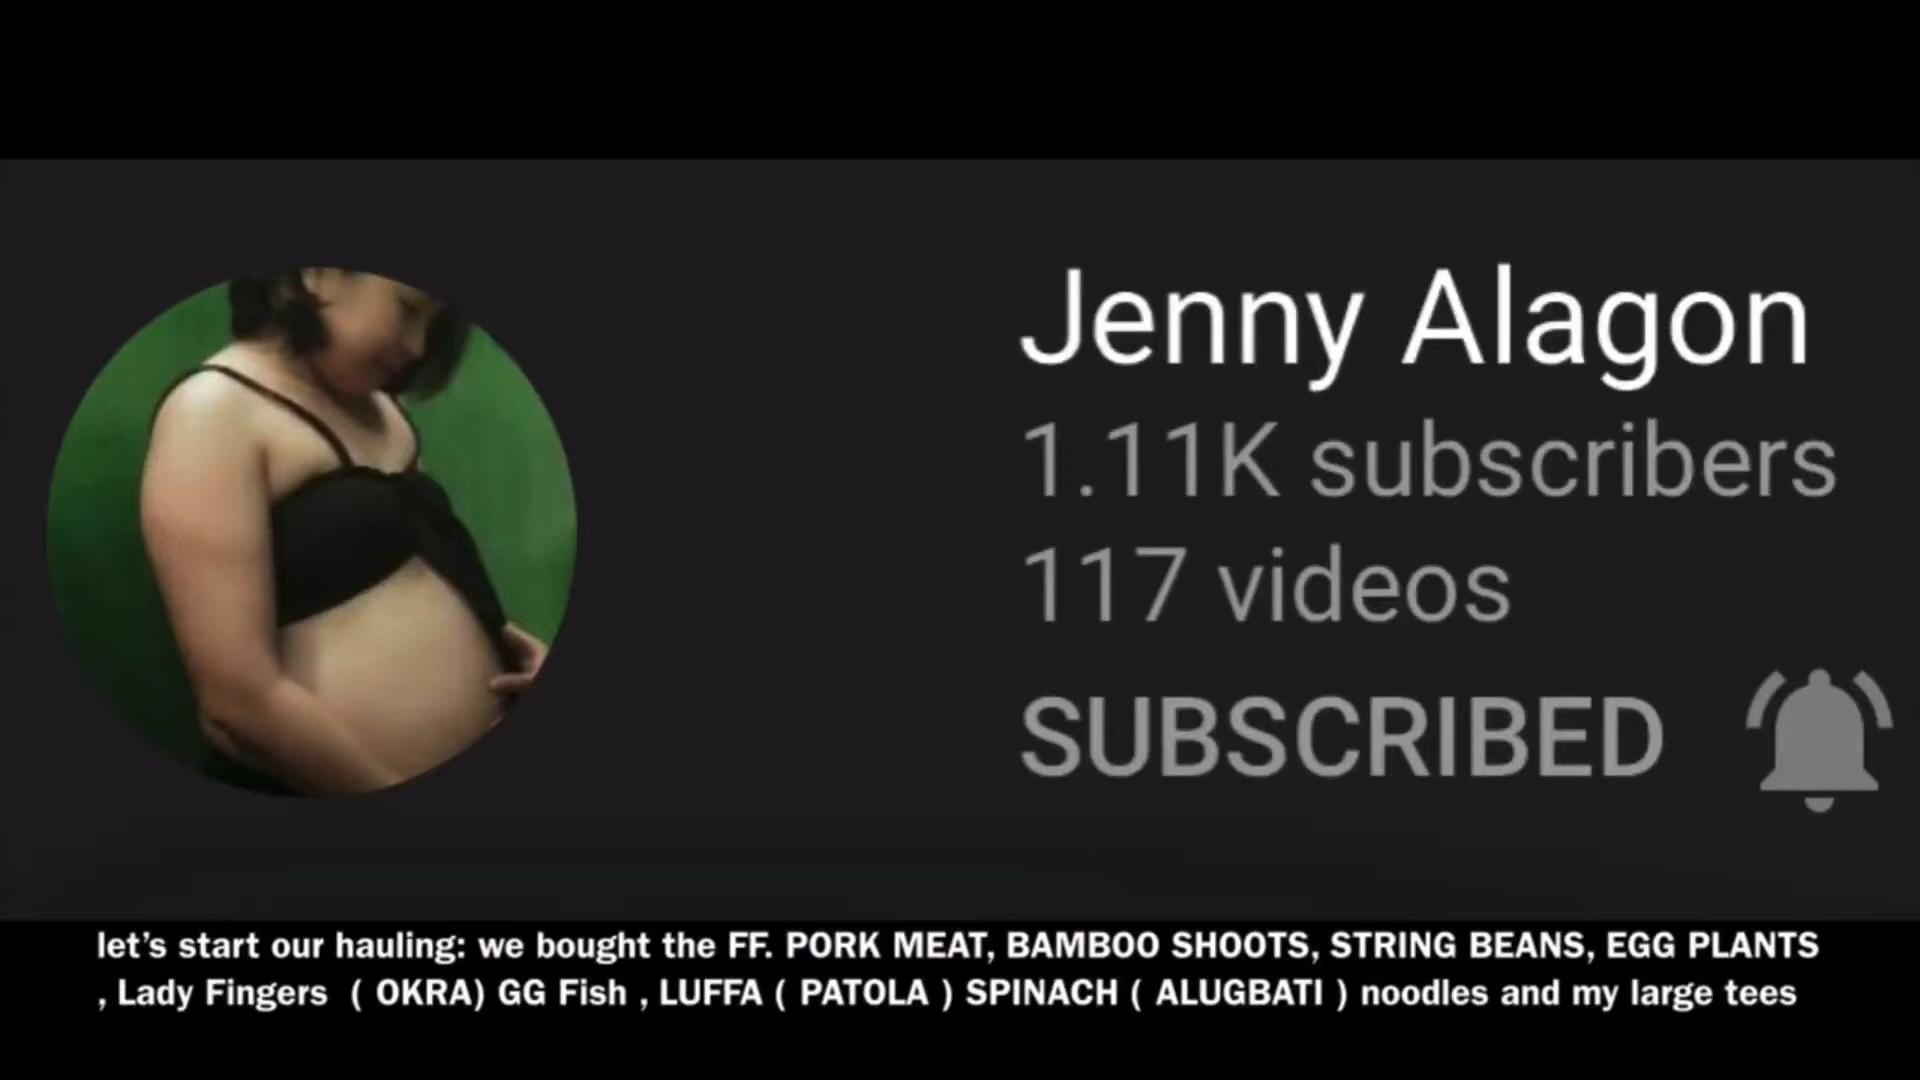 Jenny Alagon
1.11K subscribers
117 videos
SUBSCRIBED
let's start our hauling: we bought the FF. PORK MEAT, BAMBOO SHOOTS, STRING BEANS, EGG PLANTS
, Lady Fingers ( OKRA) GG Fish , LUFFA ( PATOLA ) SPINACH ( ALUGBATI ) noodles and my large tees